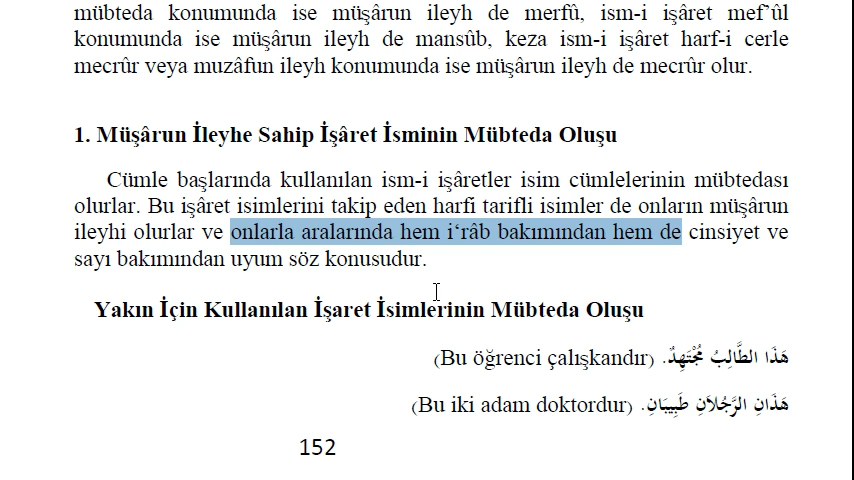 mübteda konumunda ise müşârun ileyh de merfû, ism-i işâret mef’ûl
konumunda ise müşârun ileyh de mansûb, keza ism-i işâret harf-i cerle
mecrûr veya muzâfun ileyh konumunda ise müşârun ileyh de mecrûr olur.
1. Müşârun İleyhe Sahip İşâret İsminin Mübteda Oluşu
Cümle başlarında kullanılan ism-i işâretler isim cümlelerinin mübtedası
olurlar. Bu işâret isimlerini takip eden harfi tarifli isimler de onların müşârun
ileyhi olurlar ve onlarla aralarında hem i‘râb bakımından hem de cinsiyet ve
sayı bakımından uyum söz konusudur.
Yakın İçin Kullanılan İşaret İsimlerinin Mübteda Oluşu
هَذَا الطَّالِبُ مُجْتَهِدٌ. (Bu öğrenci çalışkandır)
هَذَانِ الرَّجُلاَنِ طَبِيبَانِ. (Bu iki adam doktordur)
152